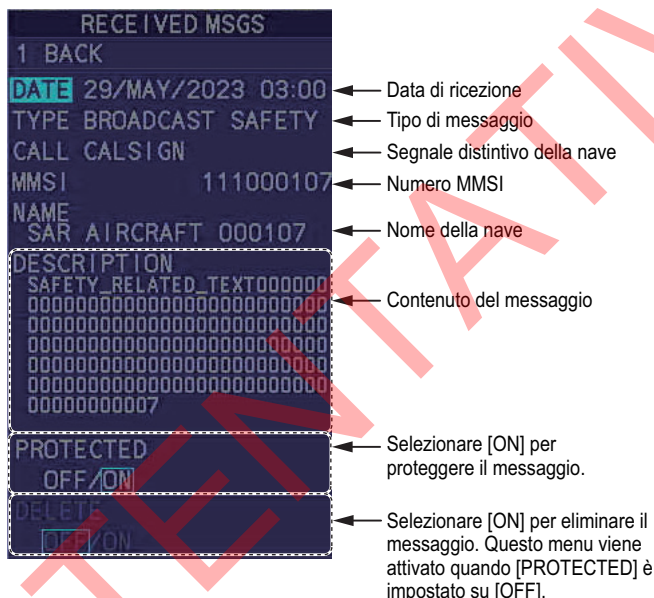 RECEIVED MSGS
1 BACK
DATE 29/MAY/2023 03:00
Data di ricezione
TYPE BROADCAST SAFETY
Tipo di messaggio
CALL CALSIGN
Segnale distintivo della nave
MMSI 111000107
Numero MMSI
NAME
SAR AIRCRAFT 000107
Nome della nave
DESCRIPTION
SAFETY_RELATED_TEXT000000
0000000000000000000000000
0000000000000000000000000
0000000000000000000000000
0000000000000000000000000
0000000000000000000000000
00000000007
Contenuto del messaggio
PROTECTED
OFF/ON
Selezionare [ON] per
proteggere il messaggio.
DELETE
OFF/ON
Selezionare [ON] per eliminare il
messaggio. Questo menu viene
attivato quando [PROTECTED] è
impostato su [OFF].